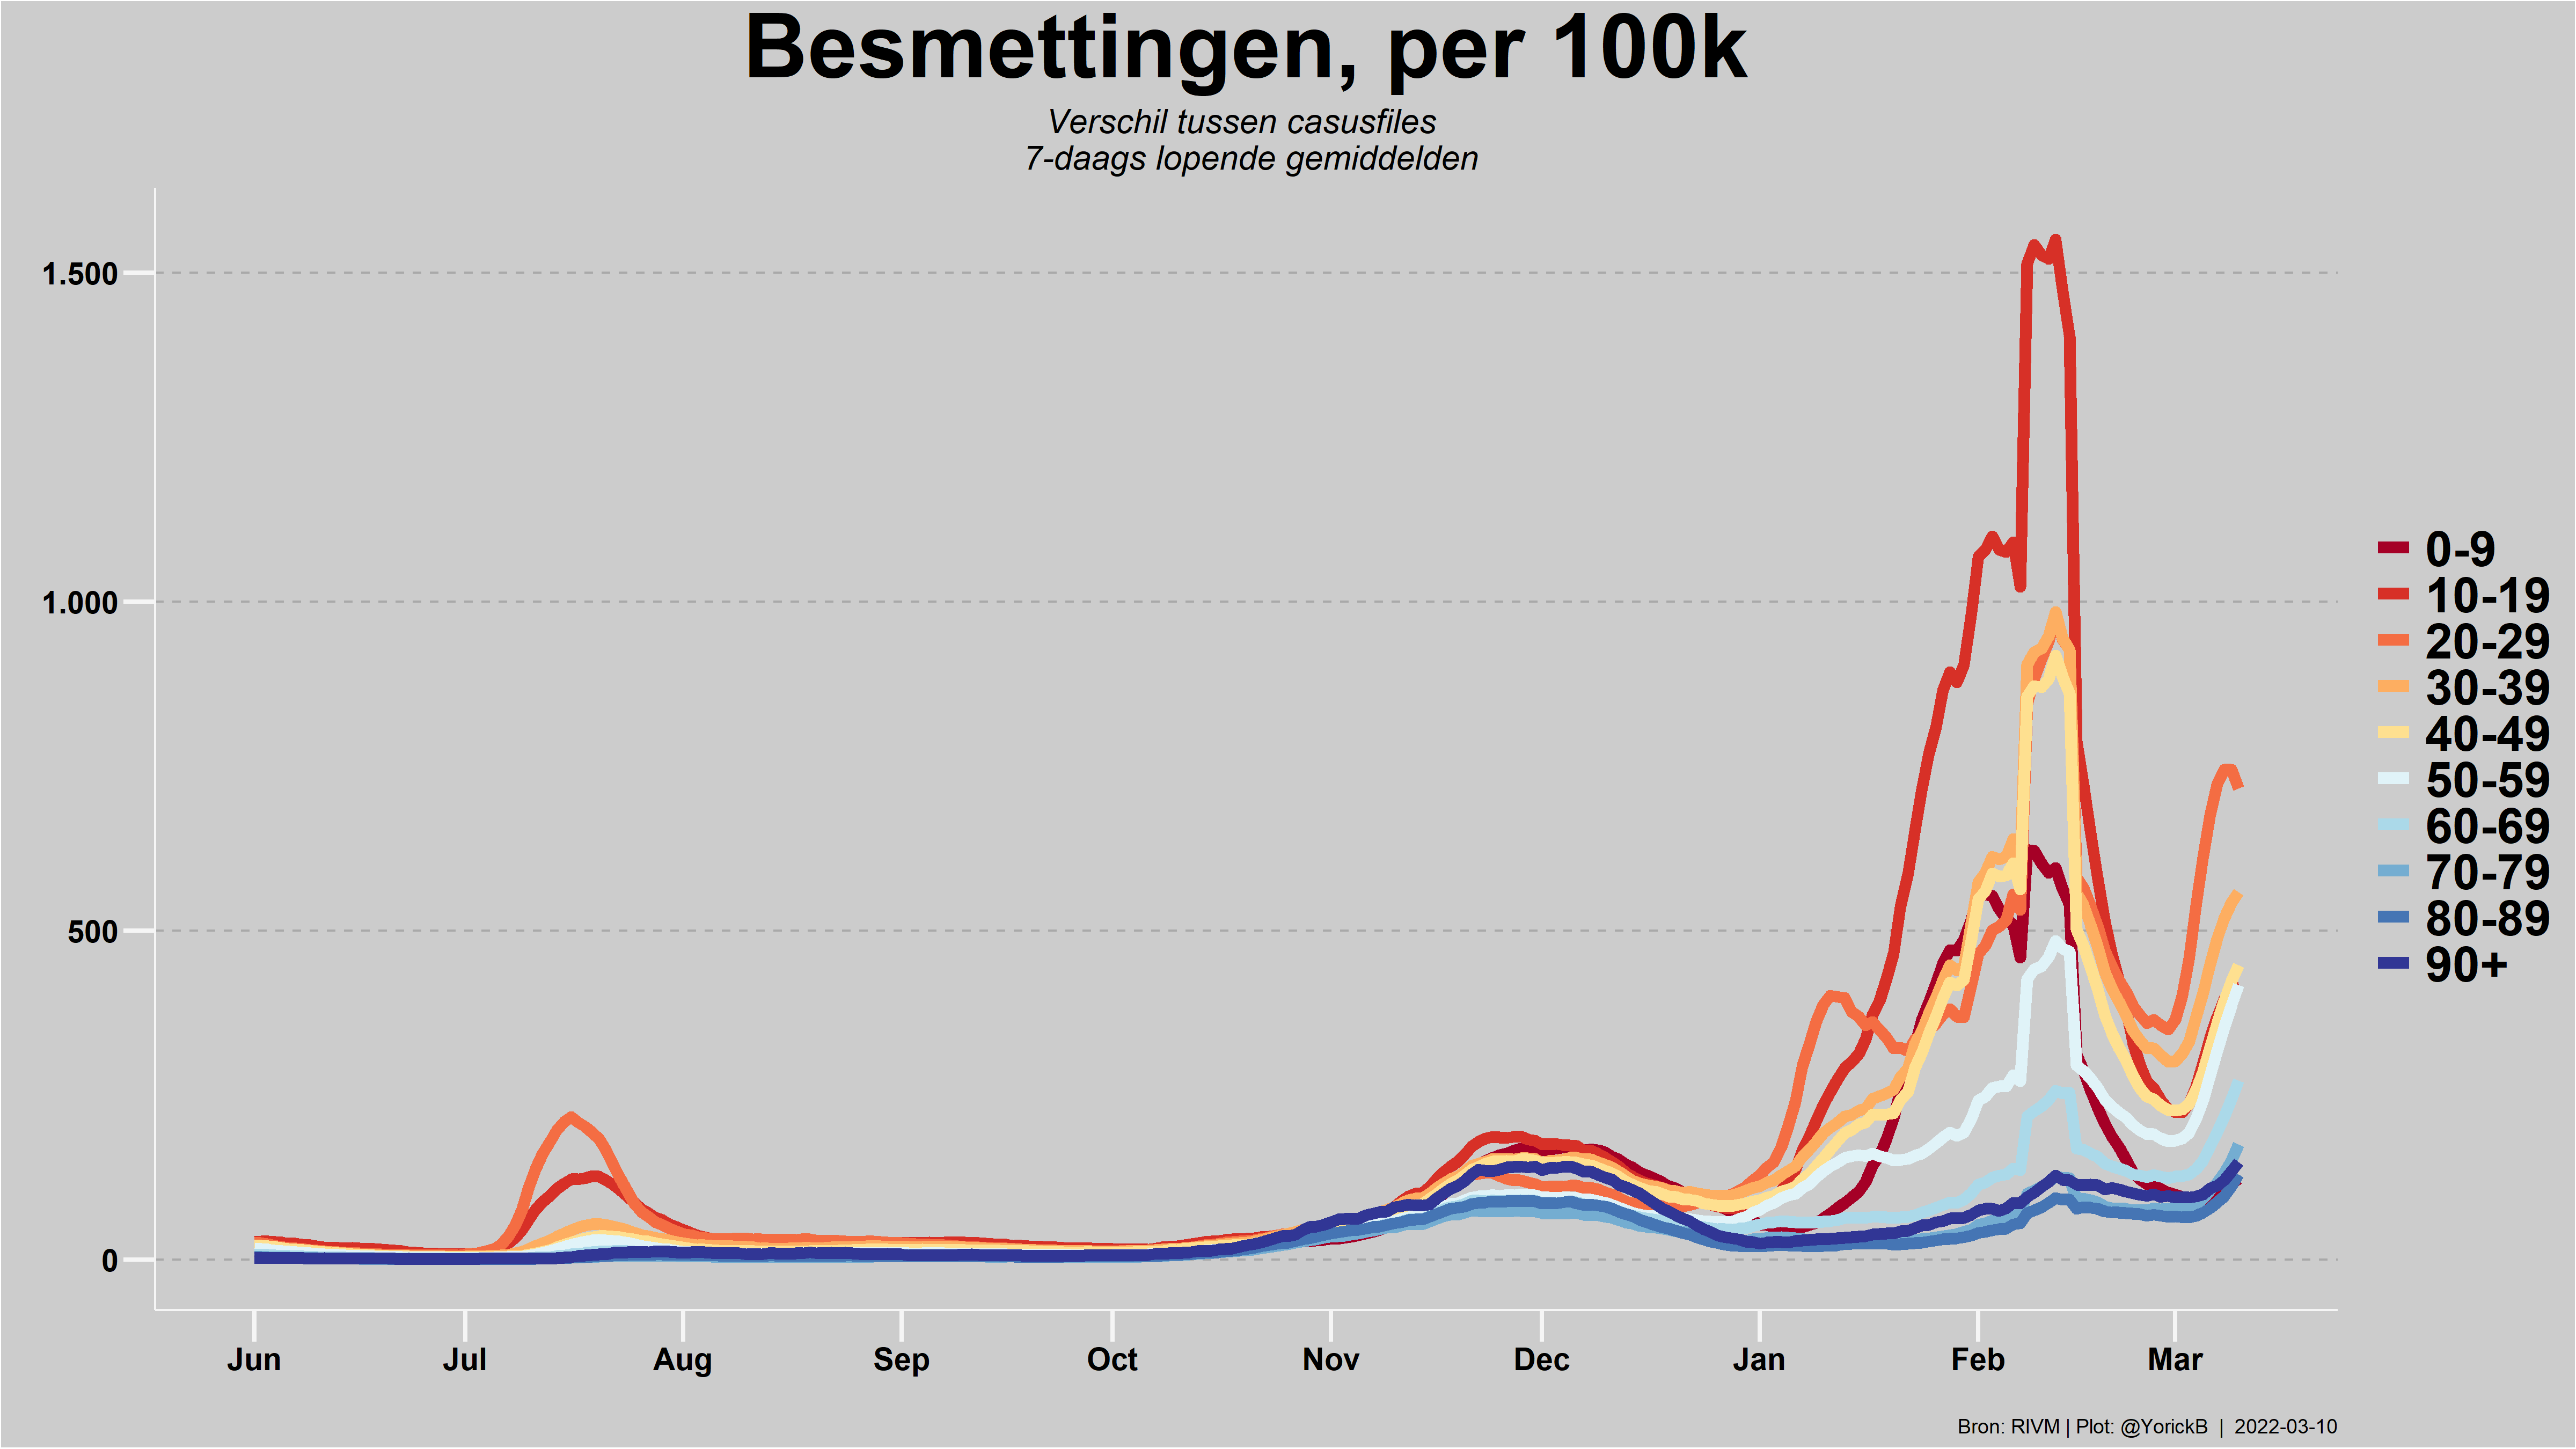 Besmettingen, per 100k
Verschil tussen casusfiles
7-daags lopende gemiddelden
1.500
1.000
500
0
Jun Jul Aug Sep Oct Nov Dec Jan Feb Mar
0-9
10-19
20-29
30-39
40-49
50-59
60-69
70-79
80-89
90+
Bron: RIVM | Plot: @YorickB | 2022-03-10